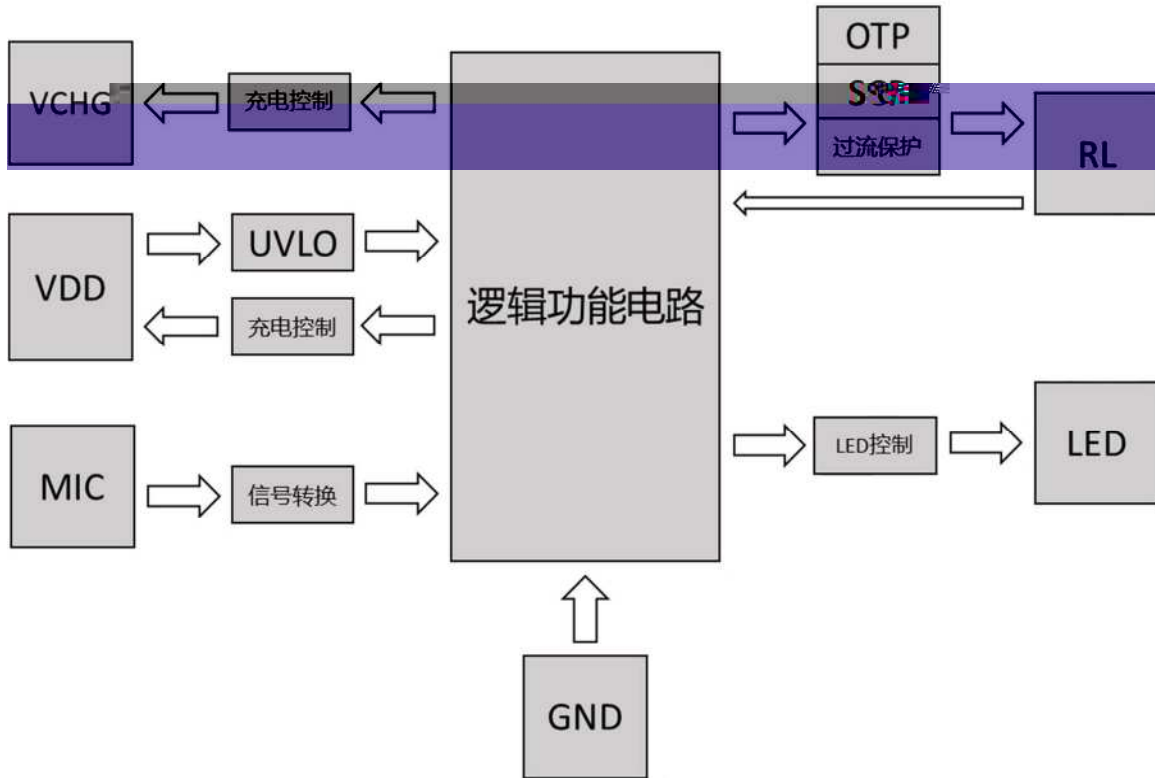 OTP
VCHG
充电控制
过流保护
RL
VDD
UVLO
充电控制
逻辑功能电路
MIC
信号转换
LED控制
LED
GND